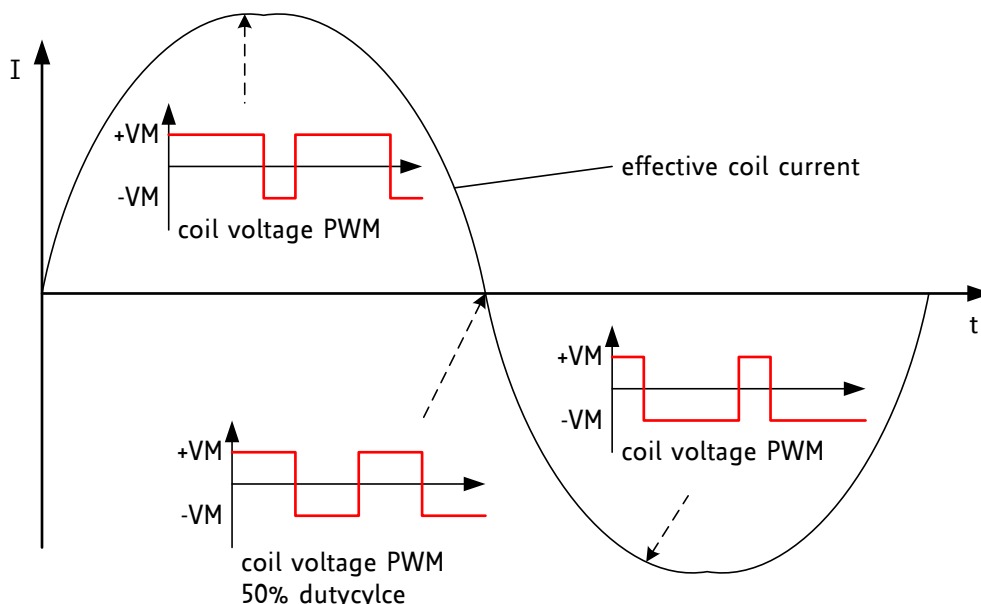 I
+VM
-VM
coil voltage PWM
effective coil current
t
+VM
-VM
coil voltage PWM
+VM
-VM
coil voltage PWM
50% dutycylce